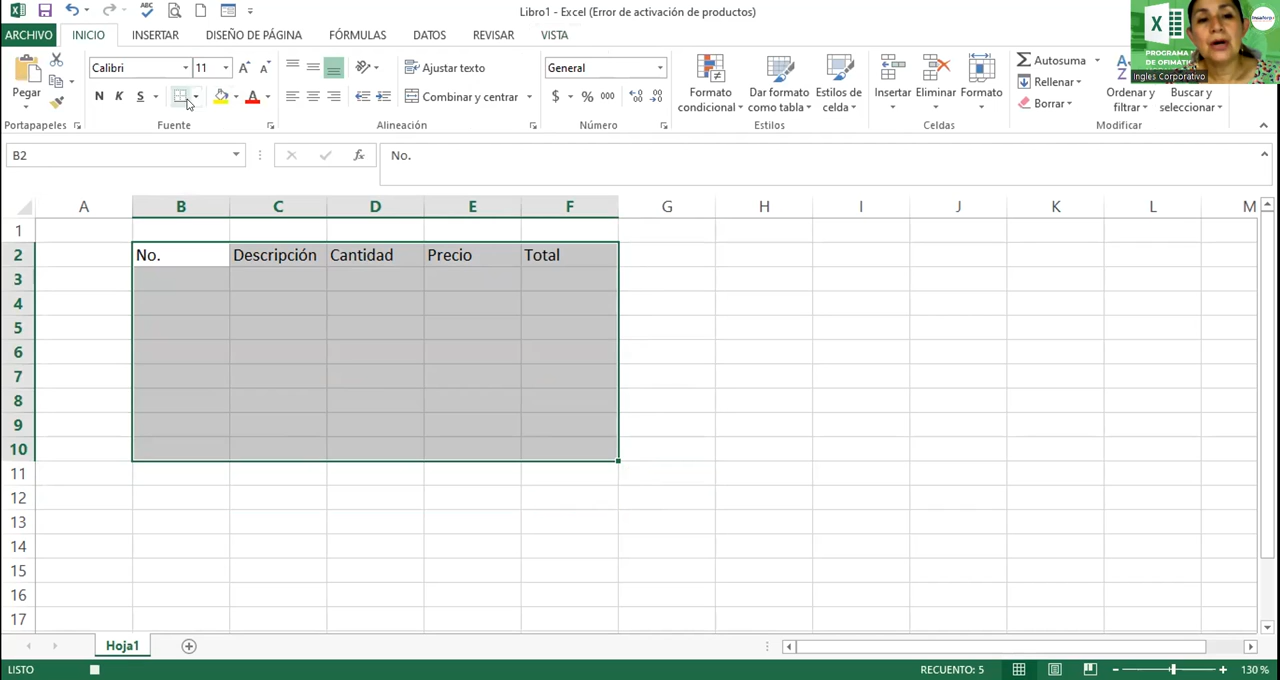 Libro1 - Excel (Error de activación de productos)
ARCHIVO INICIO INSERTAR DISEÑO DE PÁGINA FÓRMULAS DATOS REVISAR VISTA
PROGRAMA
DE OFIMATI
Ingles Corporativo
Pegar
Calibri 11
N K S
Ajustar texto
Combinar y centrar
General
$ % 000
Formato condicional
Dar formato como tabla
Estilos de celda
Insertar Eliminar Formato
Autosuma
Rellenar
Borrar
Ordenar y filtrar
Buscar y seleccionar
Portapapeles Fuente Alineación Número Estilos Celdas Modificar
B2 fx No.
A B C D E F G H I J K L M
1
2 No. Descripción Cantidad Precio Total
3
4
5
6
7
8
9
10
11
12
13
14
15
16
17
Hoja1
LISTO RECUENTO: 5 130 %